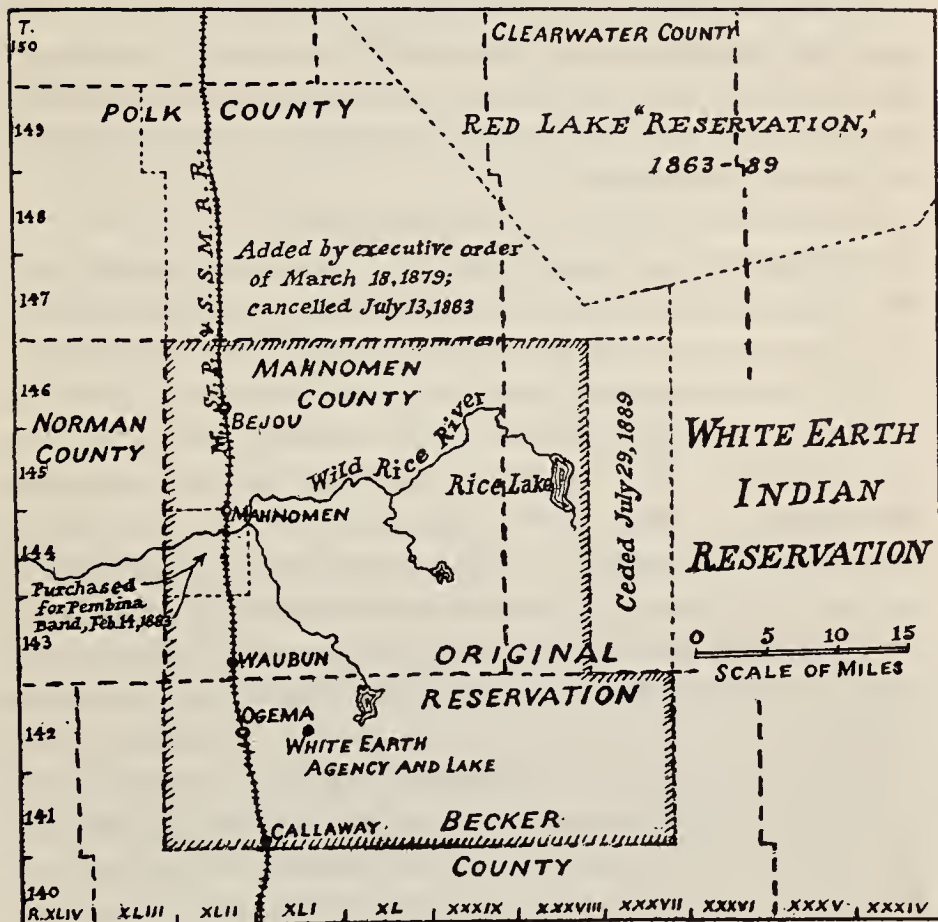 T.
150
149
148
147
146
145
144
143
142
141
140
CLEARWATER COUNTY
POLK COUNTY
RED LAKE "RESERVATION,"
1863-89
M. ST. P. & S. S. M. R. R.
Added by executive order
of March 18, 1879;
cancelled July 13, 1883
MAHNOMEN
COUNTY
NORMAN
COUNTY
BEJOU
Wild Rice River
Rice Lake
Ceded July 29, 1889
WHITE EARTH
INDIAN
RESERVATION
MAHNOMEN
Purchased
for Pembina
Band, Feb. 14, 1883
0 5 10 15
SCALE OF MILES
WAUBUN
ORIGINAL
RESERVATION
OGEMA
WHITE EARTH
AGENCY AND LAKE
CALLAWAY
BECKER
COUNTY
R. XLIV XLIII XLII XLI XL XXXIX XXXVIII XXXVII XXXVI XXXV XXXIV